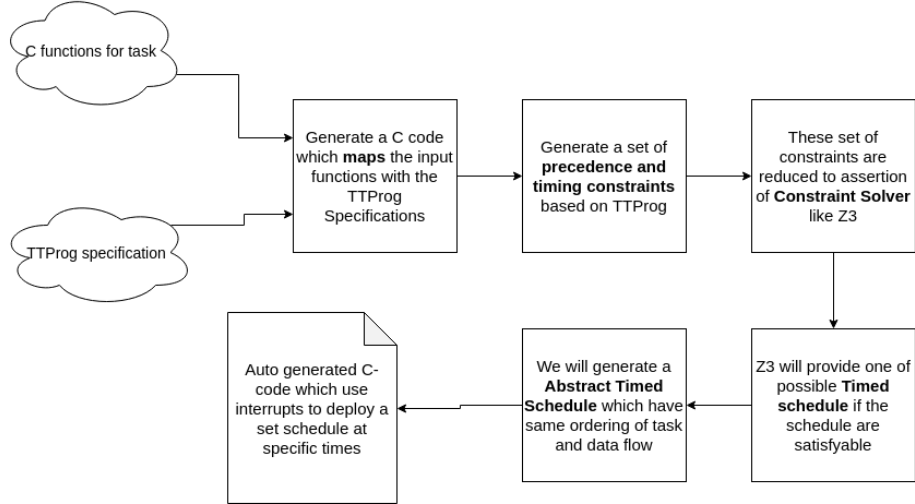 C functions for task
TTProg specification
Generate a C code
which maps the input
functions with the
TTProg
Specifications
Generate a set of
precedence and
timing constraints
based on TTProg
These set of
constraints are
reduced to assertion
of Constraint Solver
like Z3
Z3 will provide one of
possible Timed
schedule if the
schedule are
satisfyable
We will generate a
Abstract Timed
Schedule which have
same ordering of task
and data flow
Auto generated C-
code which use
interrupts to deploy a
set schedule at
specific times